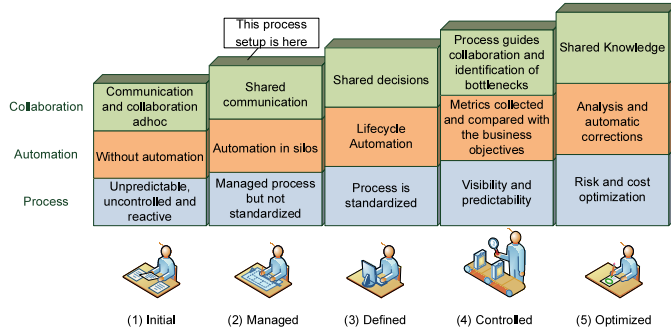 This process
setup is here
Collaboration
Automation
Process
Communication
and collaboration
adhoc
Without automation
Unpredictable,
uncontrolled and
reactive
Shared
communication
Automation in silos
Managed process
but not
standardized
Shared decisions
Lifecycle
Automation
Process is
standardized
Process guides
collaboration and
identification of
bottlenecks
Metrics collected
and compared with
the business
objectives
Visibility and
predictability
Shared Knowledge
Analysis and
automatic
corrections
Risk and cost
optimization
(1) Initial
(2) Managed
(3) Defined
(4) Controlled
(5) Optimized